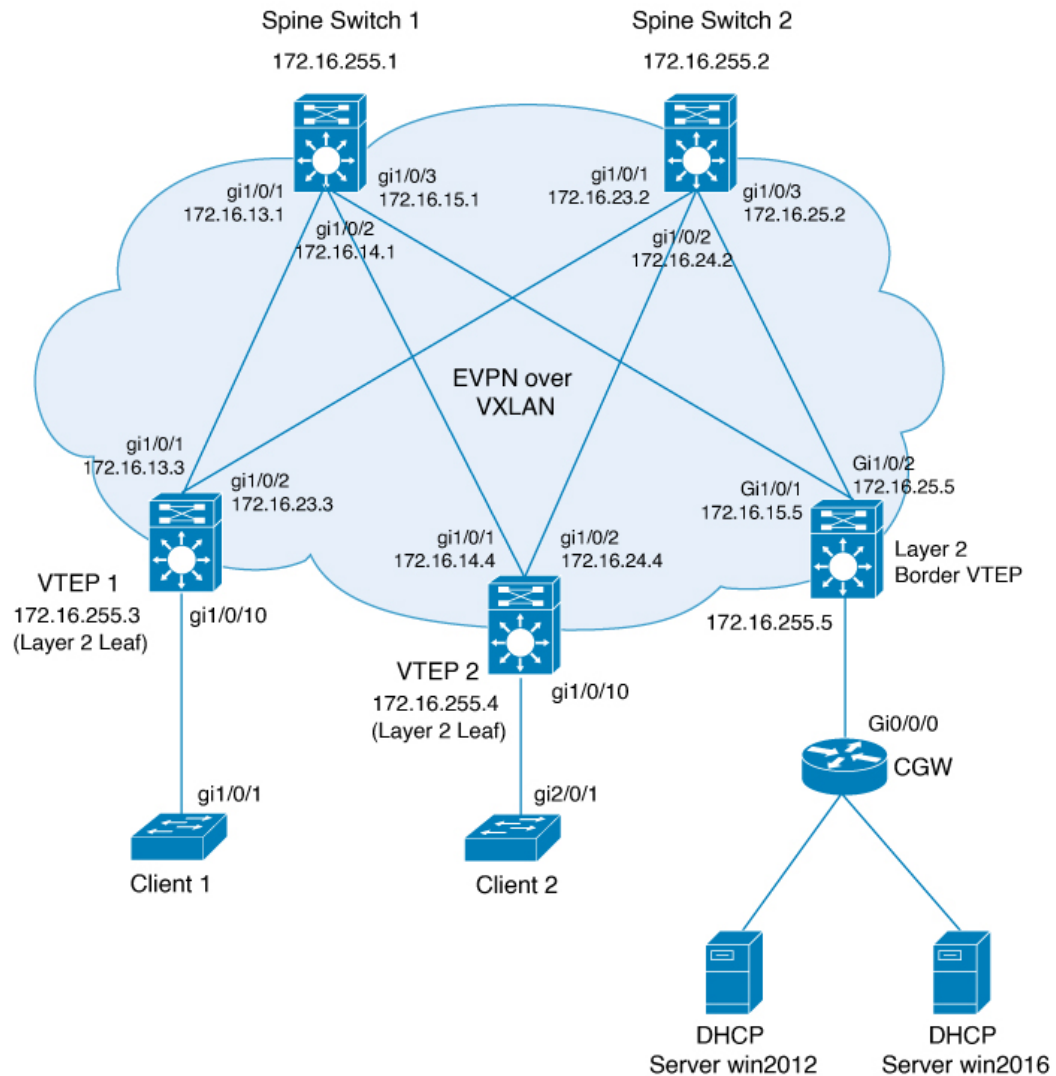 Spine Switch 1
172.16.255.1
Spine Switch 2
172.16.255.2
gi1/0/1
172.16.13.1
gi1/0/3
172.16.15.1
gi1/0/2
172.16.14.1
gi1/0/1
172.16.23.2
gi1/0/3
172.16.25.2
gi1/0/2
172.16.24.2
EVPN over
VXLAN
gi1/0/1
172.16.13.3
gi1/0/2
172.16.23.3
gi1/0/1
172.16.14.4
gi1/0/2
172.16.24.4
Gi1/0/1
172.16.15.5
Gi1/0/2
172.16.25.5
VTEP 1
172.16.255.3
(Layer 2 Leaf)
gi1/0/10
VTEP 2
172.16.255.4
(Layer 2 Leaf)
gi1/0/10
Layer 2
Border VTEP
172.16.255.5
Gi0/0/0
CGW
gi1/0/1
Client 1
gi2/0/1
Client 2
DHCP
Server win2012
DHCP
Server win2016